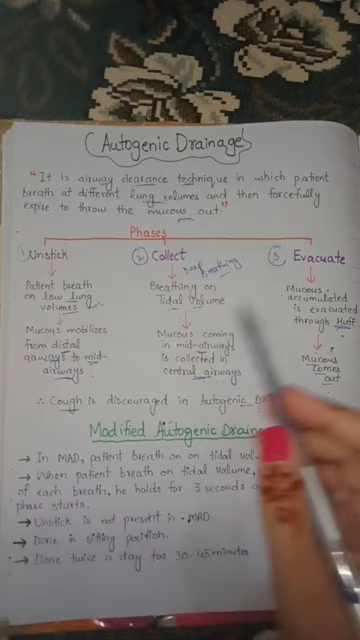 Autogenic Drainage
"It is airway clearance technique in which patient
breath at different lung volumes and then forcefully
expire to throw the mucous out"
Phases
① Unstick
② Collect
③ Evacuate
Patient breath
on low lung
volumes
Mucous mobilizes
from distal
airways to mid-
airways
Deep Breathing
Breathing on
Tidal volume
Mucous coming
in mid-airways
is collected in
central airways
Mucous
accumulated
is evacuated
through Huff
Mucous
Comes
out
∴ Cough is discouraged in Autogenic
Modified Autogenic
→ In MAD, patient breath on tidal
→ When patient breath on tidal volume,
of each breath, he holds for 3 seconds
phase starts.
→ Unstick is not present in MAD
→ Done in sitting position.
→ Done twice a day for 30-45 minutes